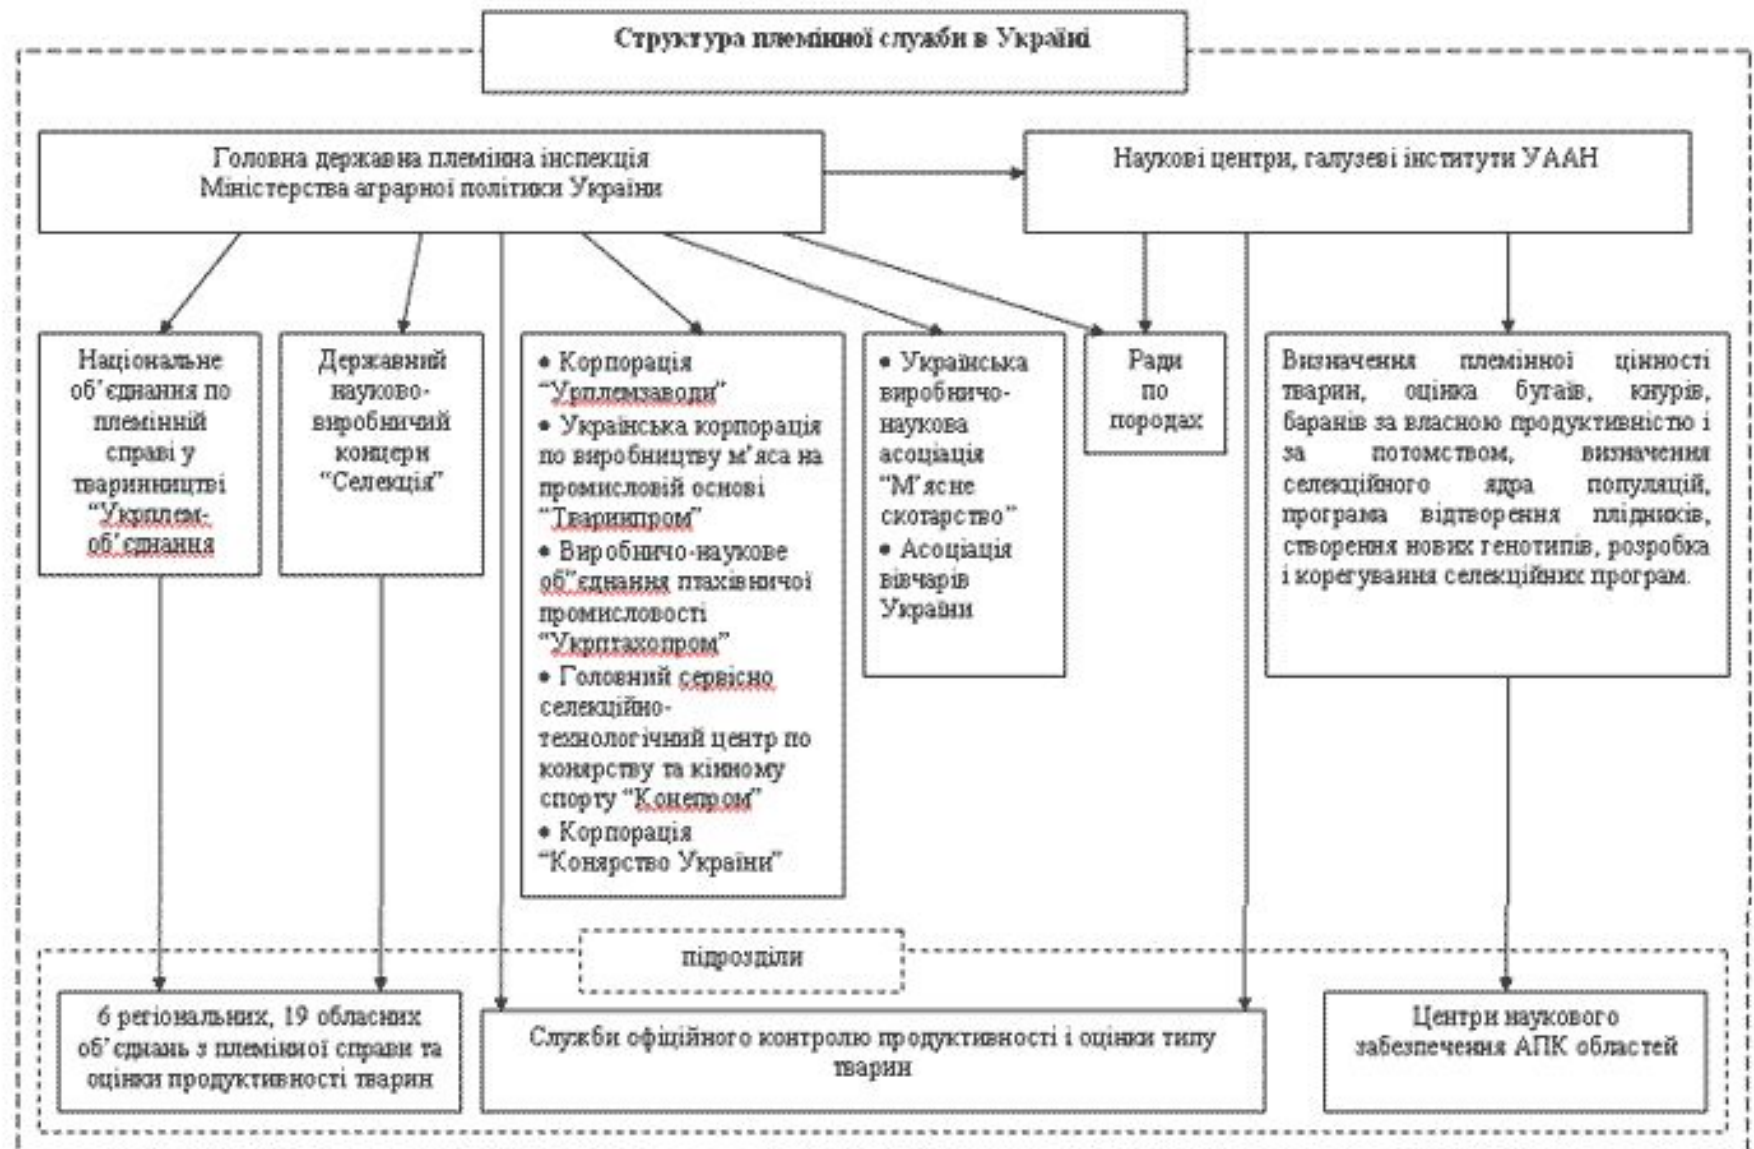 Структура племінної служби в Україні
Головна державна племінна інспекція
Міністерства аграрної політики України
Наукові центри, галузеві інститути УААН
Національне
об’єднання по
племінній
справі у
тваринництві
“Укрплем-
об’єднання
Державний
науково-
виробничий
концерн
“Селекція”
● Корпорація
“Урплемзаводи”
● Українська корпорація
по виробництву м’яса на
промисловій основі
“Тваринпром”
● Виробничо-наукове
об”єднання птахівничої
промисловості
“Укрптахопром”
● Головний сервісно
селекційно-
технологічний центр по
конярству та кінному
спорту “Конепром”
● Корпорація
“Конярство України”
● Українська
виробничо-
наукова
асоціація
“М’ясне
скотарство”
● Асоціація
вівчарів
України
Ради
по
породах
Визначення племінної цінності
тварин, оцінка бугаїв, кнурів,
баранів за власною продуктивністю і
за потомством, визначення
селекційного ядра популяцій,
програма відтворення плідників,
створення нових генотипів, розробка
і корегування селекційних програм.
підрозділи
6 регіональних, 19 обласних
об’єднань з племінної справи та
оцінки продуктивності тварин
Служби офіційного контролю продуктивності і оцінки типу
тварин
Центри наукового
забезпечення АПК областей